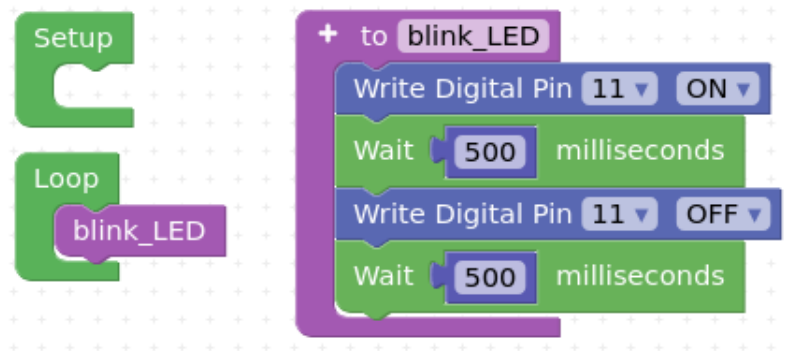 Setup
Loop
blink_LED
+ to blink_LED
Write Digital Pin 11 ON
Wait 500 milliseconds
Write Digital Pin 11 OFF
Wait 500 milliseconds